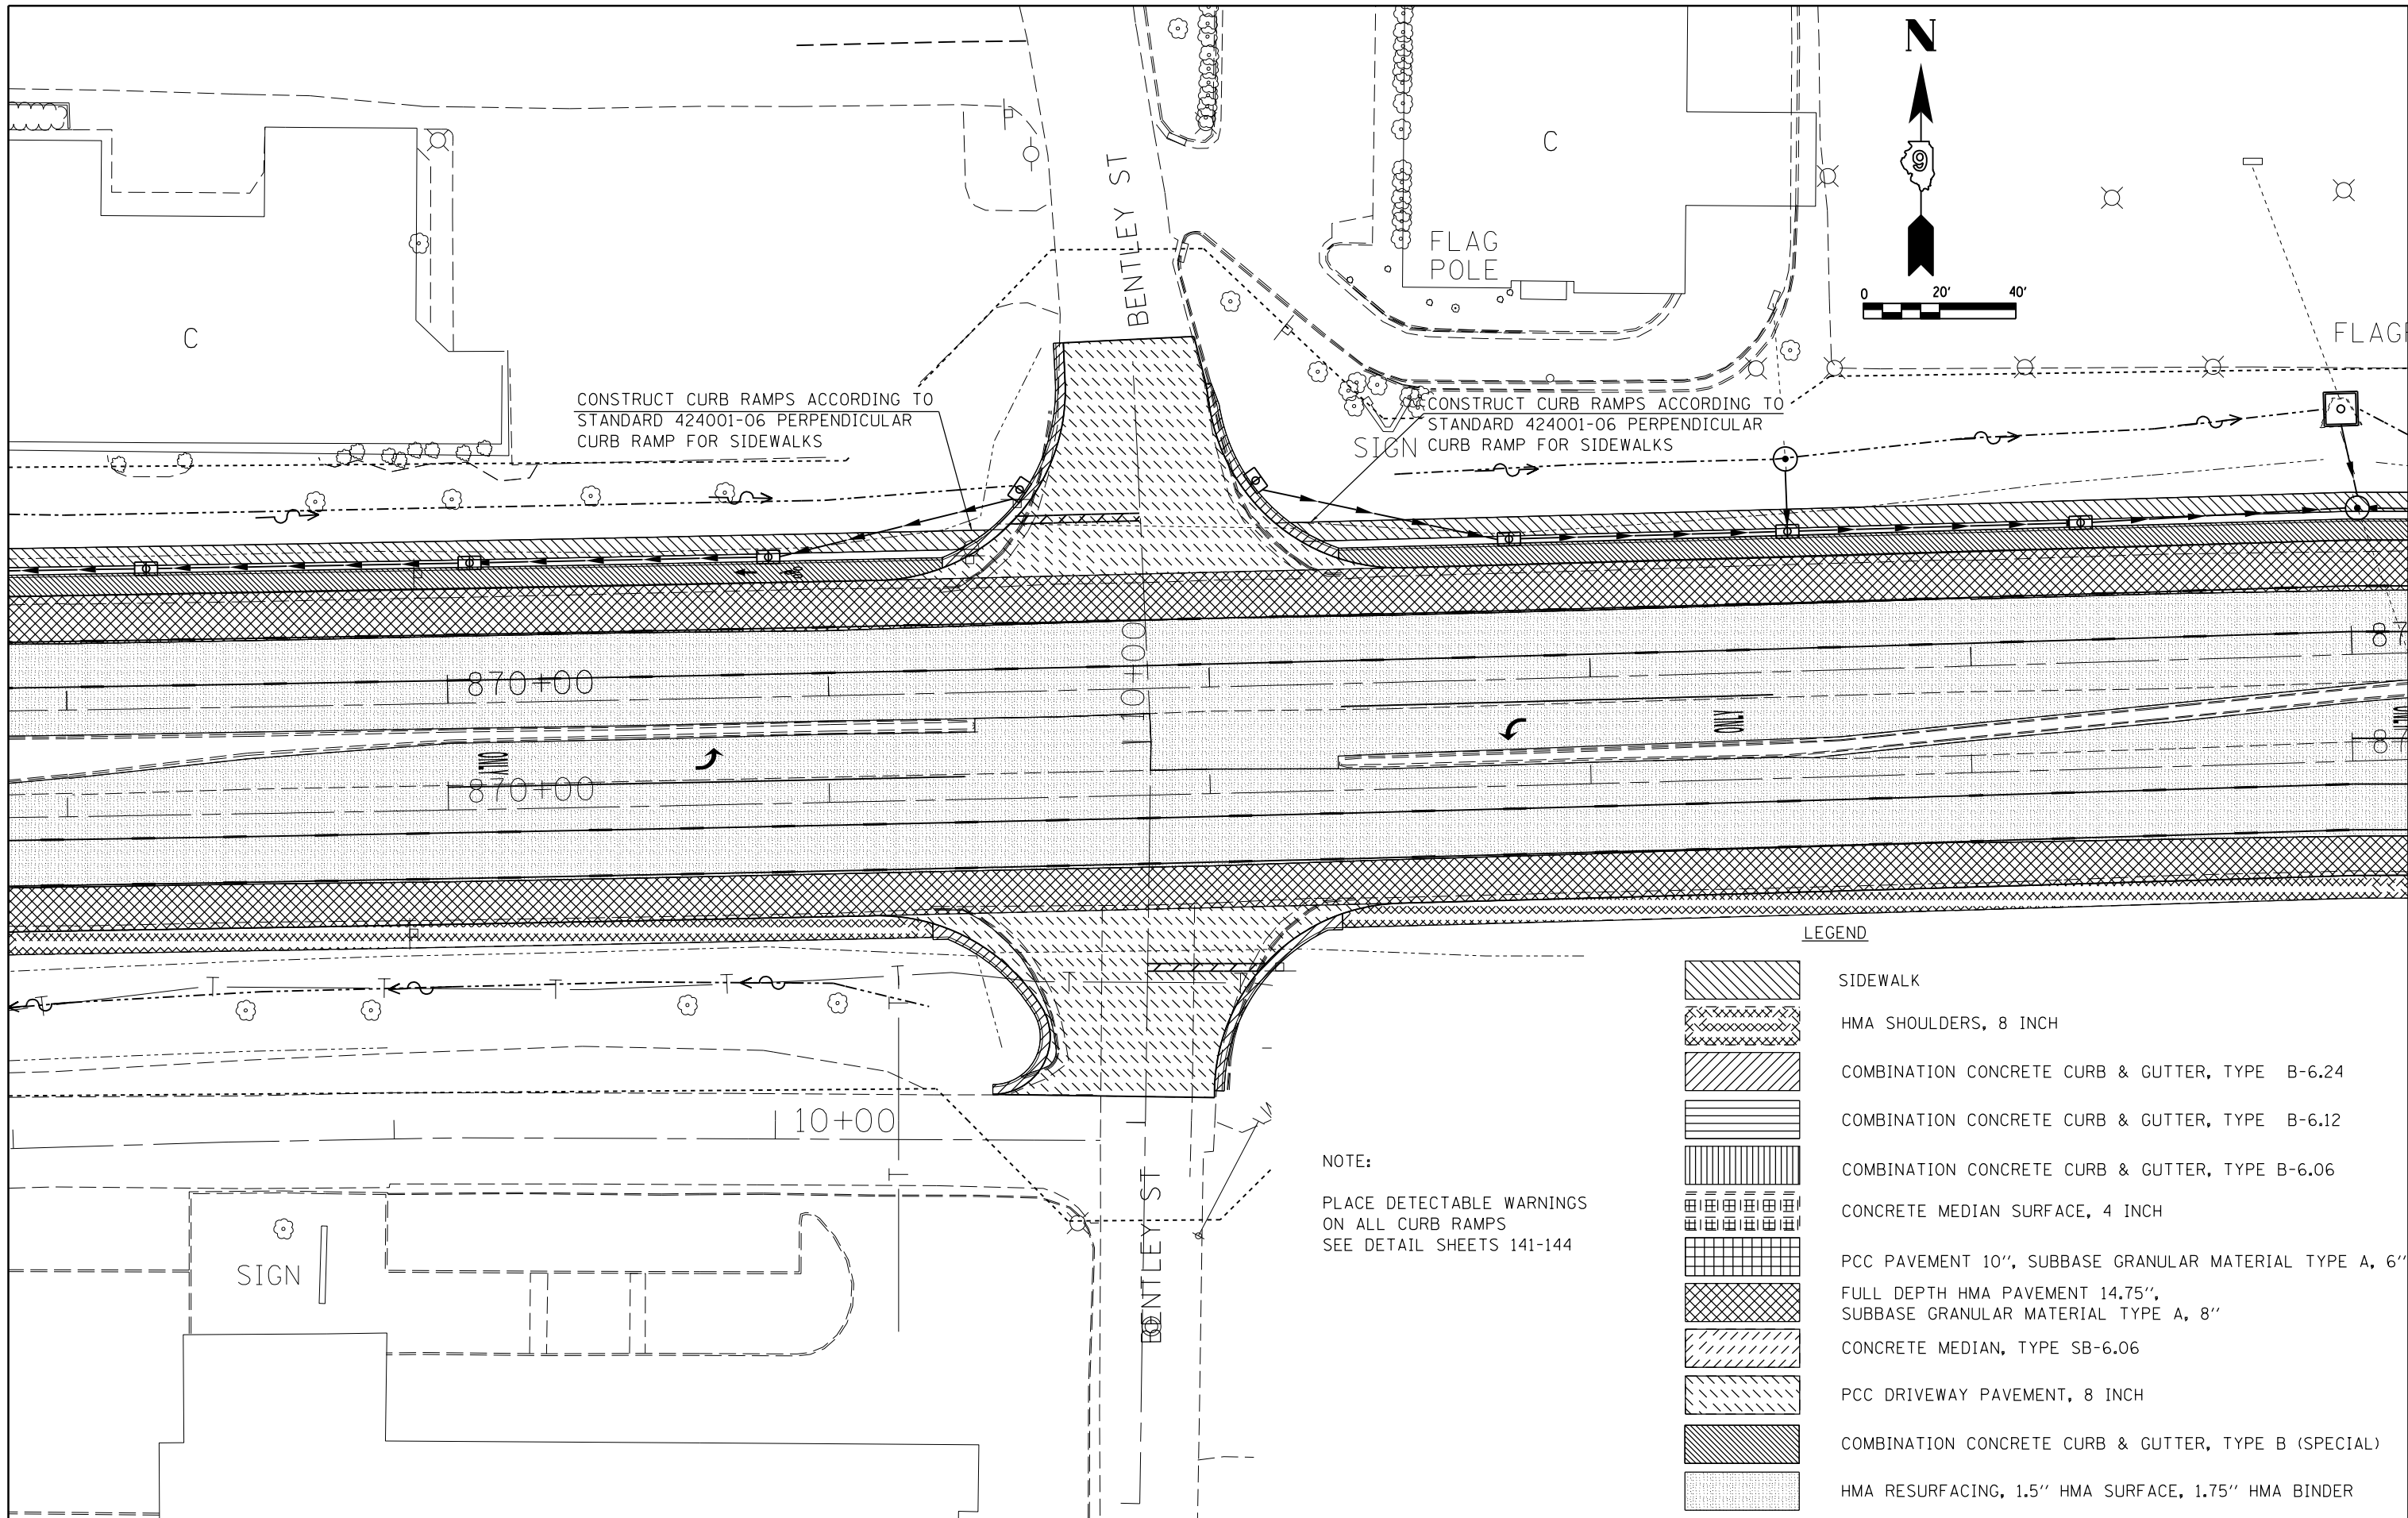 N
9
0 20' 40'
BENTLEY ST
C
FLAG
POLE
C
CONSTRUCT CURB RAMPS ACCORDING TO
STANDARD 424001-06 PERPENDICULAR
CURB RAMP FOR SIDEWALKS
CONSTRUCT CURB RAMPS ACCORDING TO
STANDARD 424001-06 PERPENDICULAR
CURB RAMP FOR SIDEWALKS
SIGN
10+00
870+00
ONLY
ONLY
870+00
10+00
SIGN
BENTLEY ST
NOTE:
PLACE DETECTABLE WARNINGS
ON ALL CURB RAMPS
SEE DETAIL SHEETS 141-144
LEGEND
SIDEWALK
HMA SHOULDERS, 8 INCH
COMBINATION CONCRETE CURB & GUTTER, TYPE B-6.24
COMBINATION CONCRETE CURB & GUTTER, TYPE B-6.12
COMBINATION CONCRETE CURB & GUTTER, TYPE B-6.06
CONCRETE MEDIAN SURFACE, 4 INCH
PCC PAVEMENT 10'', SUBBASE GRANULAR MATERIAL TYPE A, 6''
FULL DEPTH HMA PAVEMENT 14.75'',
SUBBASE GRANULAR MATERIAL TYPE A, 8''
CONCRETE MEDIAN, TYPE SB-6.06
PCC DRIVEWAY PAVEMENT, 8 INCH
COMBINATION CONCRETE CURB & GUTTER, TYPE B (SPECIAL)
HMA RESURFACING, 1.5'' HMA SURFACE, 1.75'' HMA BINDER